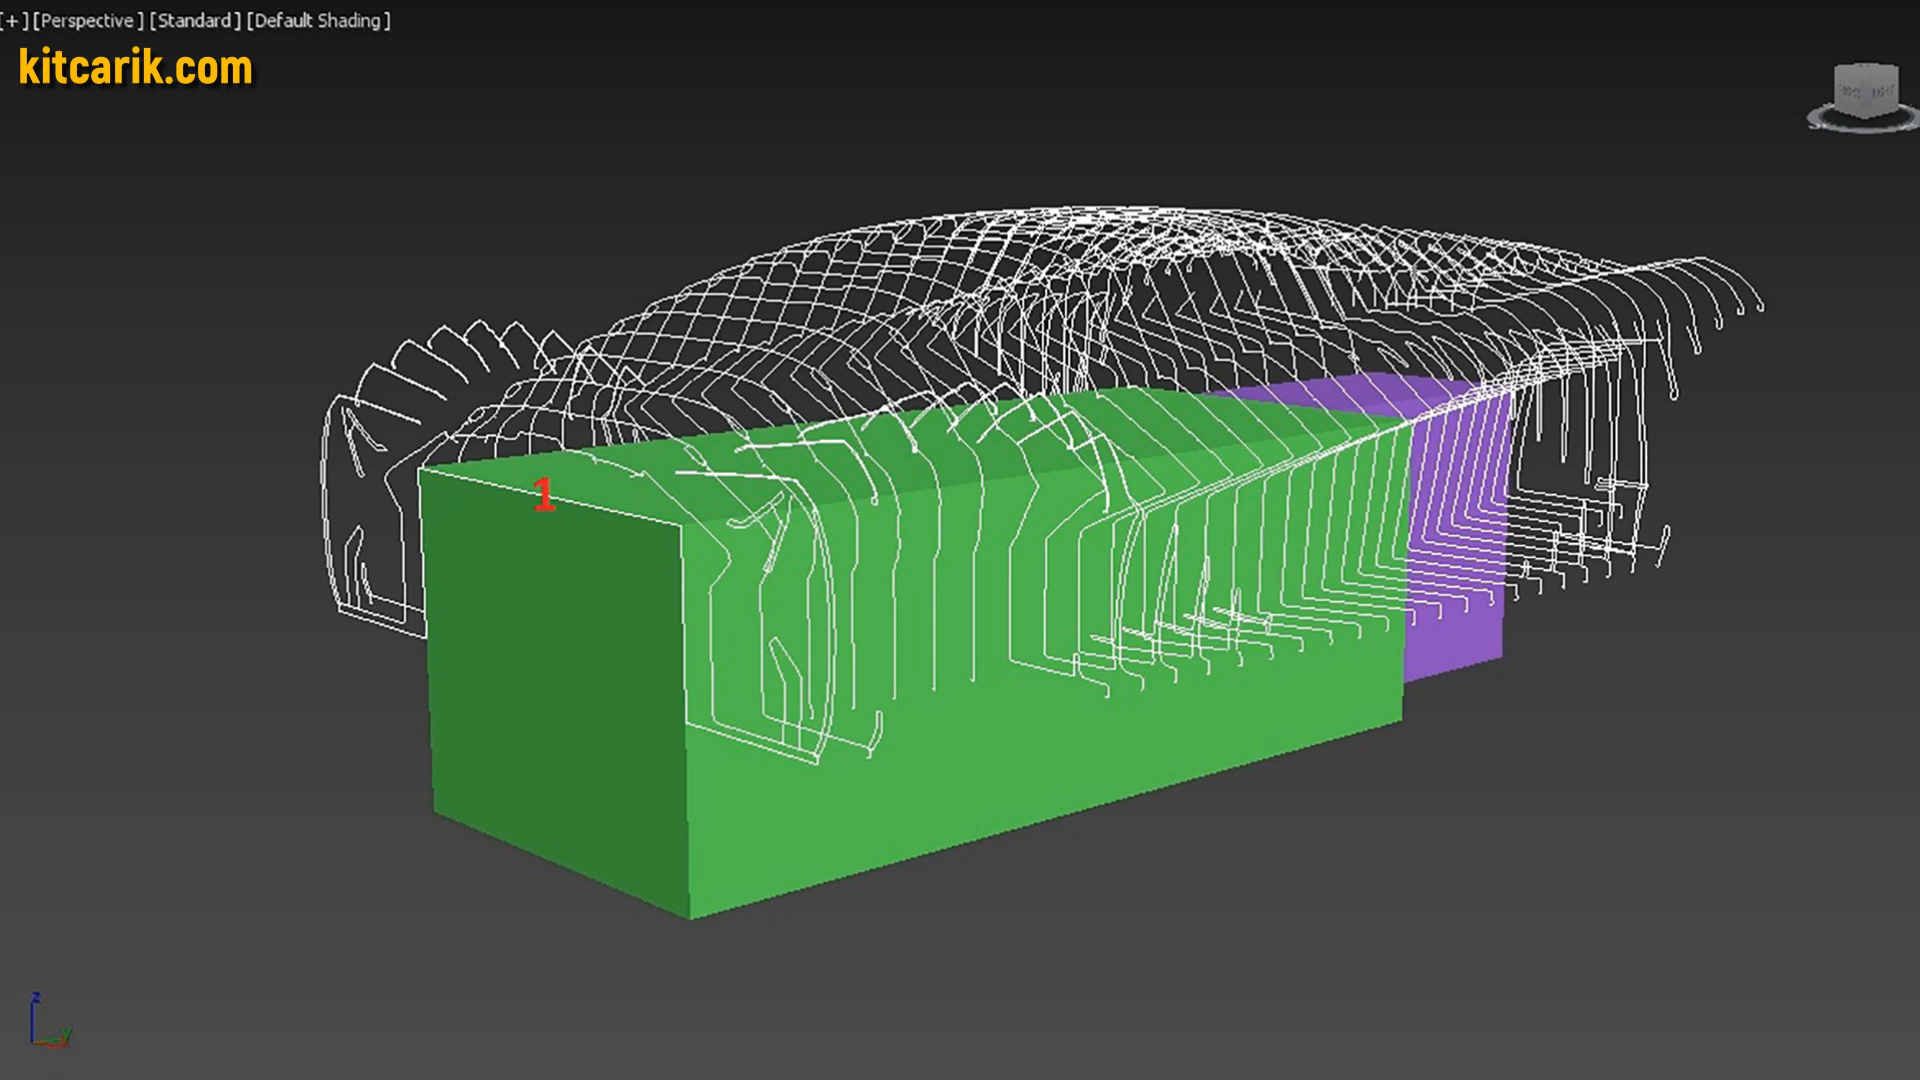 [+] [Perspective] [Standard] [Default Shading]
kitcarik.com
1
z
y
x